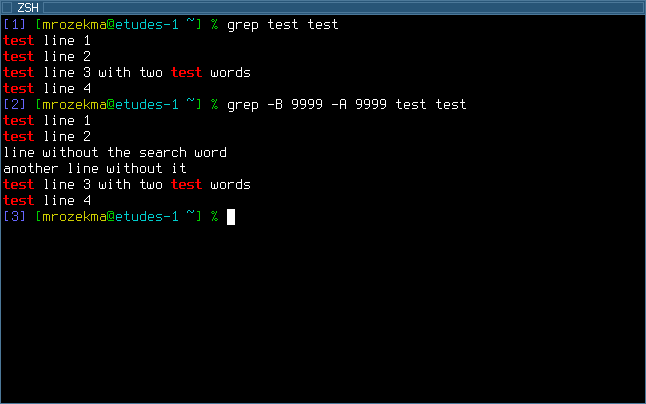 ZSH
[1] [mrozekma@etudes-1 ~] % grep test test
test line 1
test line 2
test line 3 with two test words
test line 4
[2] [mrozekma@etudes-1 ~] % grep -B 9999 -A 9999 test test
test line 1
test line 2
line without the search word
another line without it
test line 3 with two test words
test line 4
[3] [mrozekma@etudes-1 ~] %